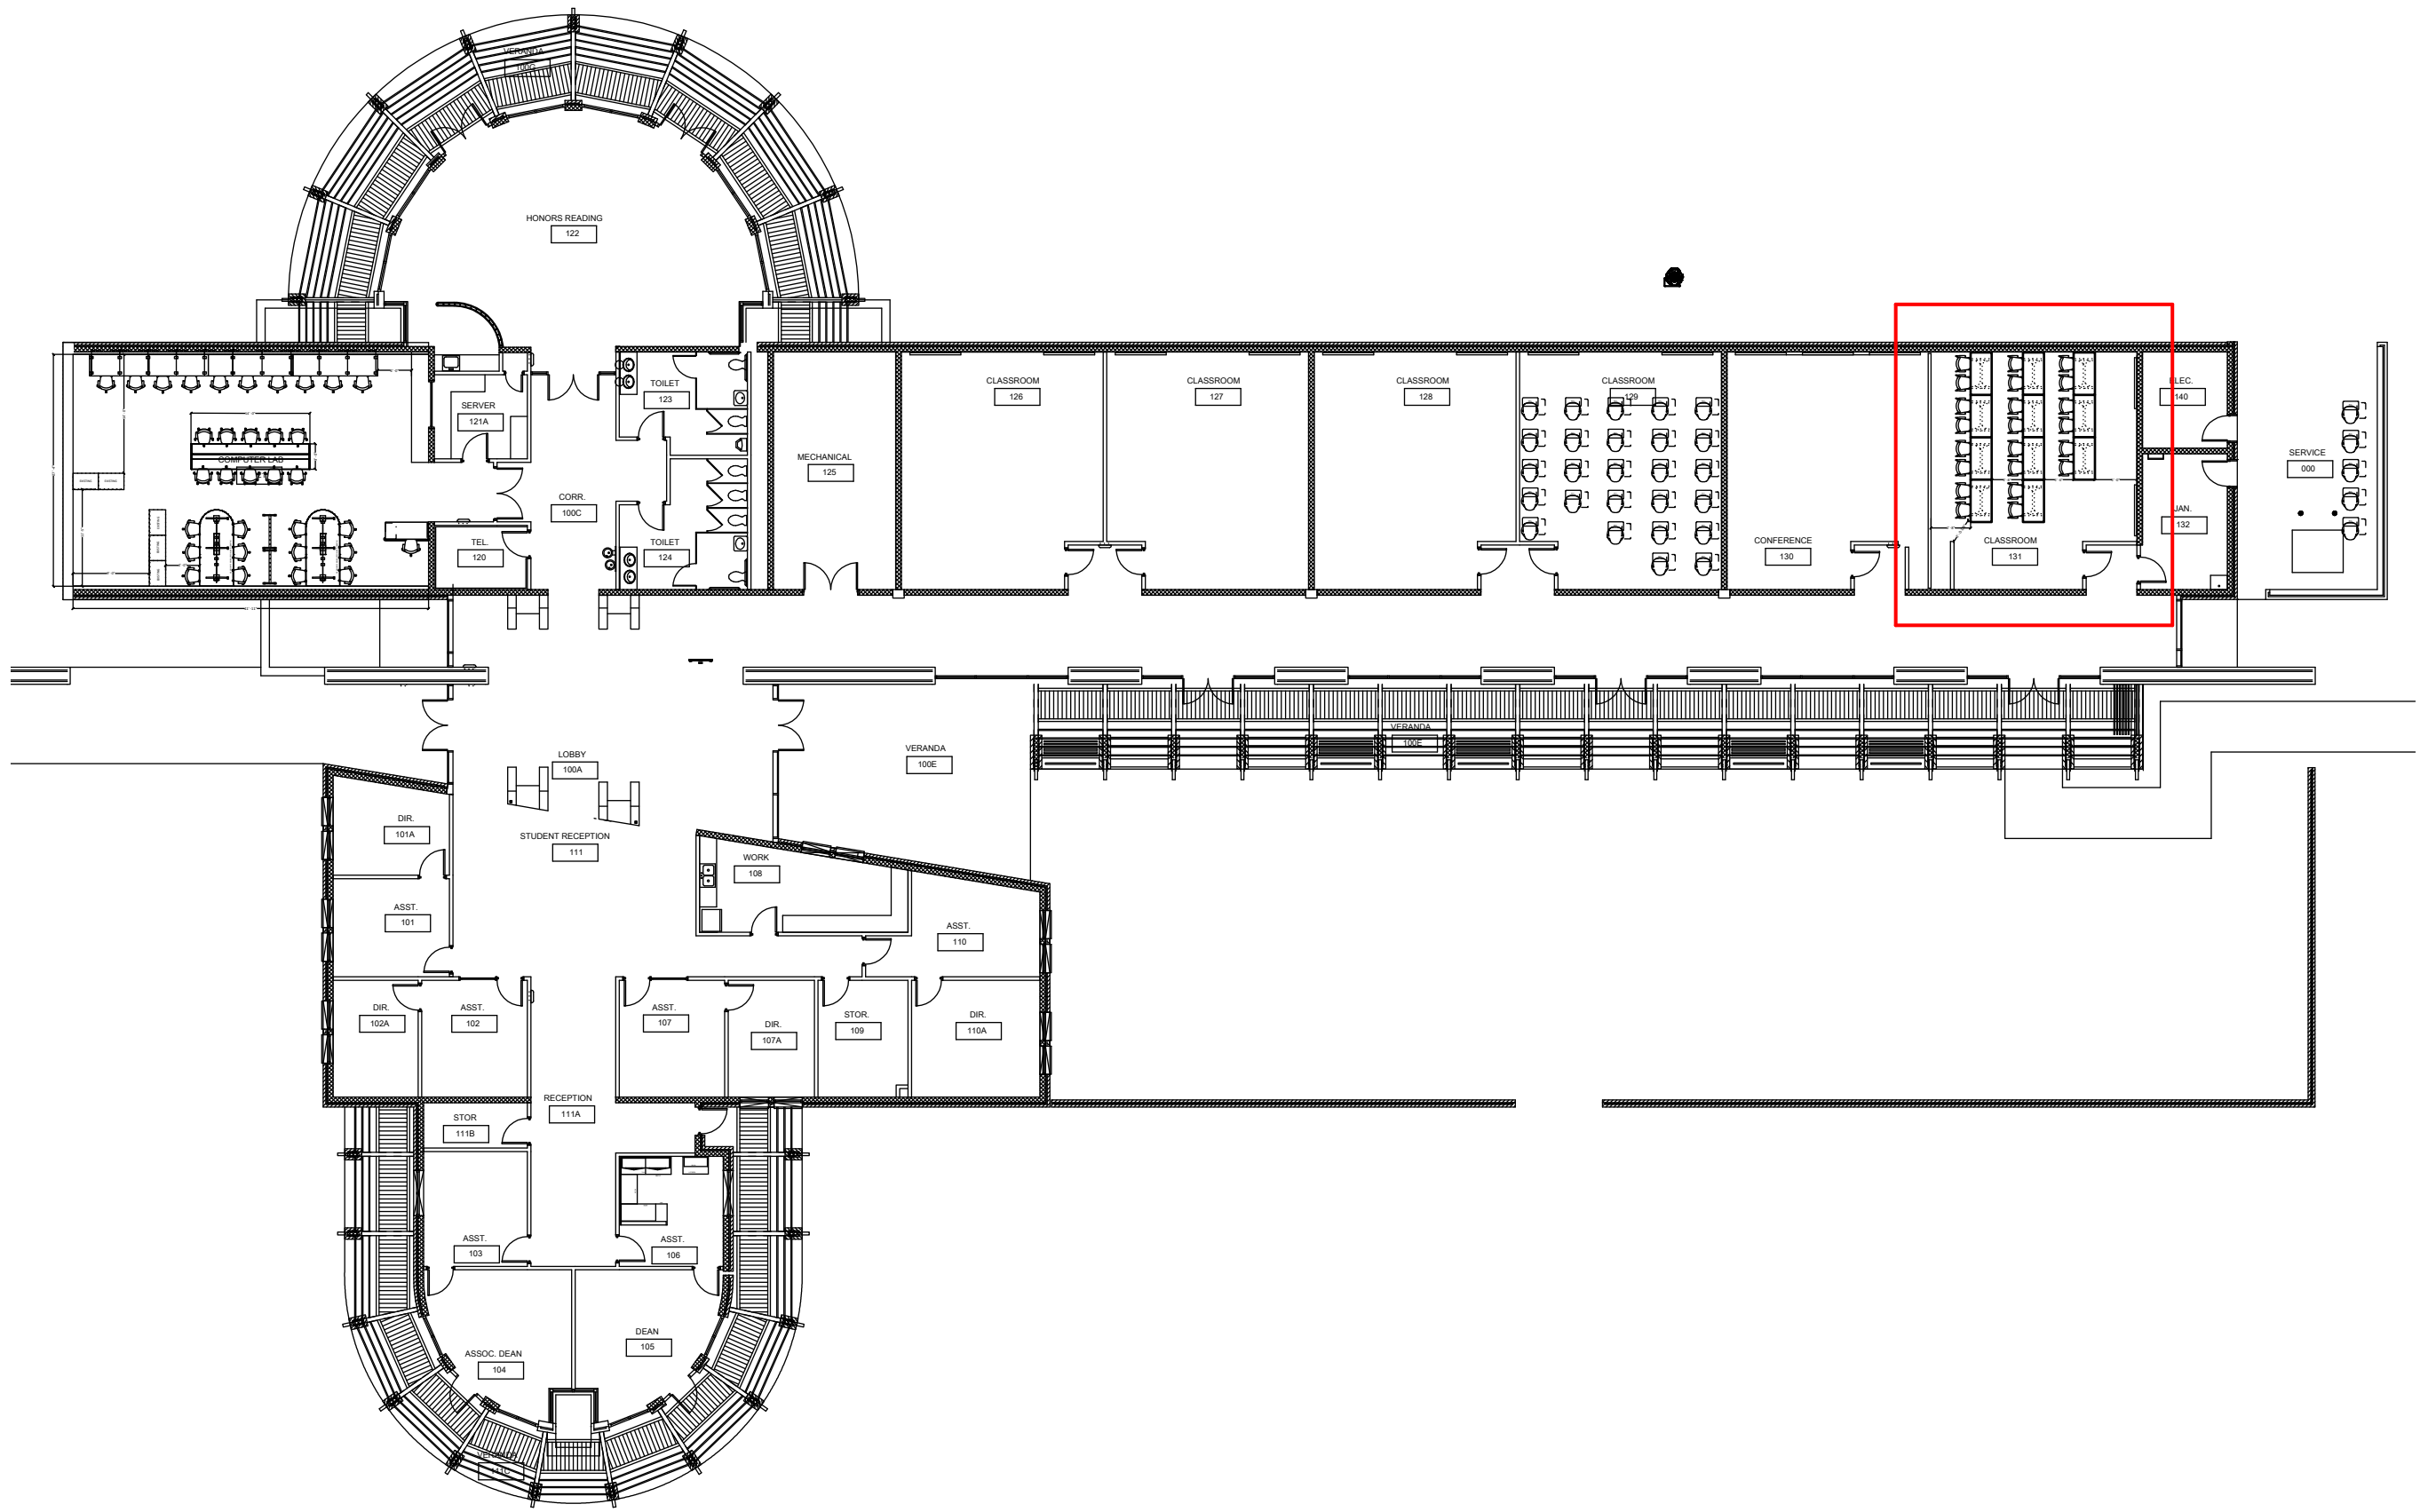 VERANDA
100G
HONORS READING
122
TOILET
123
SERVER
121A
COMPUTER LAB
CORR.
100C
TEL.
120
TOILET
124
MECHANICAL
125
CLASSROOM
126
CLASSROOM
127
CLASSROOM
128
CLASSROOM
129
CONFERENCE
130
CLASSROOM
131
ELEC.
140
JAN.
132
SERVICE
000
LOBBY
100A
VERANDA
100E
VERANDA
100E
STUDENT RECEPTION
111
DIR.
101A
WORK
108
ASST.
101
ASST.
110
DIR.
102A
ASST.
102
ASST.
107
DIR.
107A
STOR.
109
DIR.
110A
RECEPTION
111A
STOR
111B
ASST.
103
ASST.
106
DEAN
105
ASSOC. DEAN
104
VERANDA
111C